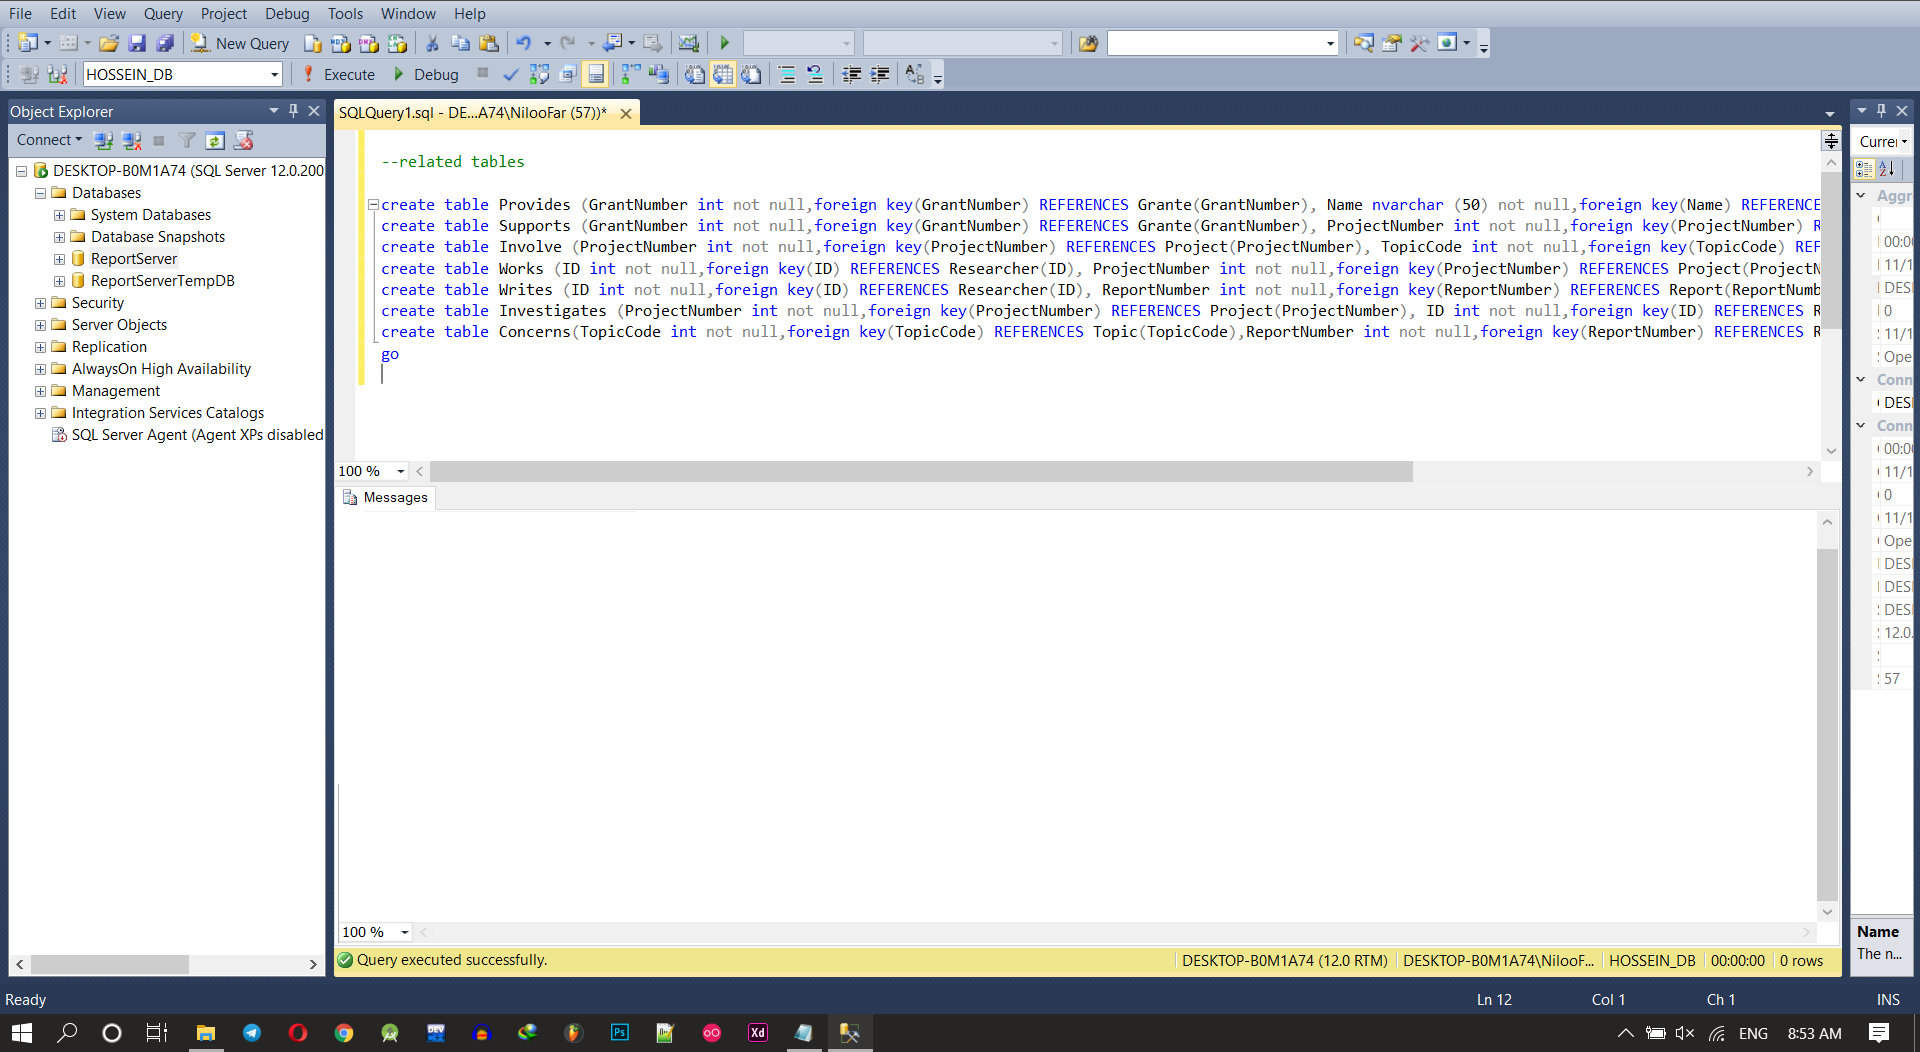 File Edit View Query Project Debug Tools Window Help
New Query
HOSSEIN_DB Execute Debug
Object Explorer
Connect
DESKTOP-B0M1A74 (SQL Server 12.0.200
Databases
System Databases
Database Snapshots
ReportServer
ReportServerTempDB
Security
Server Objects
Replication
AlwaysOn High Availability
Management
Integration Services Catalogs
SQL Server Agent (Agent XPs disabled
SQLQuery1.sql - DE...A74\NilooFar (57))*
--related tables
create table Provides (GrantNumber int not null,foreign key(GrantNumber) REFERENCES Grante(GrantNumber), Name nvarchar (50) not null,foreign key(Name) REFERENCE
create table Supports (GrantNumber int not null,foreign key(GrantNumber) REFERENCES Grante(GrantNumber), ProjectNumber int not null,foreign key(ProjectNumber) R
create table Involve (ProjectNumber int not null,foreign key(ProjectNumber) REFERENCES Project(ProjectNumber), TopicCode int not null,foreign key(TopicCode) REF
create table Works (ID int not null,foreign key(ID) REFERENCES Researcher(ID), ProjectNumber int not null,foreign key(ProjectNumber) REFERENCES Project(ProjectN
create table Writes (ID int not null,foreign key(ID) REFERENCES Researcher(ID), ReportNumber int not null,foreign key(ReportNumber) REFERENCES Report(ReportNumb
create table Investigates (ProjectNumber int not null,foreign key(ProjectNumber) REFERENCES Project(ProjectNumber), ID int not null,foreign key(ID) REFERENCES R
create table Concerns(TopicCode int not null,foreign key(TopicCode) REFERENCES Topic(TopicCode),ReportNumber int not null,foreign key(ReportNumber) REFERENCES R
go
100 %
Messages
100 %
Query executed successfully. DESKTOP-B0M1A74 (12.0 RTM) DESKTOP-B0M1A74\NilooF... HOSSEIN_DB 00:00:00 0 rows
Currer
Aggre
00:00
11/1
DESI
0
11/1
Ope
Conn
DESI
Conn
00:00
11/1
0
11/1
Ope
DESI
DESI
DESI
12.0.
57
Name
The n...
Ready Ln 12 Col 1 Ch 1 INS
DEV
Ps
Xd
ENG 8:53 AM